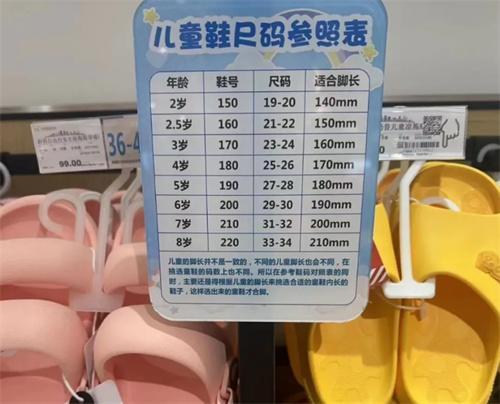 儿童鞋尺码参照表
年龄 鞋号 尺码 适合脚长
2岁 150 19-20 140mm
2.5岁 160 21-22 150mm
3岁 170 23-24 160mm
4岁 180 25-26 170mm
5岁 190 27-28 180mm
6岁 200 29-30 190mm
7岁 210 31-32 200mm
8岁 220 33-34 210mm
儿童的脚长并不是一致的，不同的儿童脚长也会不同，在
挑选童鞋的码数上也不同。所以在参考鞋码对照表的同
时，主要还是得根据儿童的脚长来挑选合适的童鞋内长的
鞋子，这样选出来的童鞋才合脚。
99.00
36-4